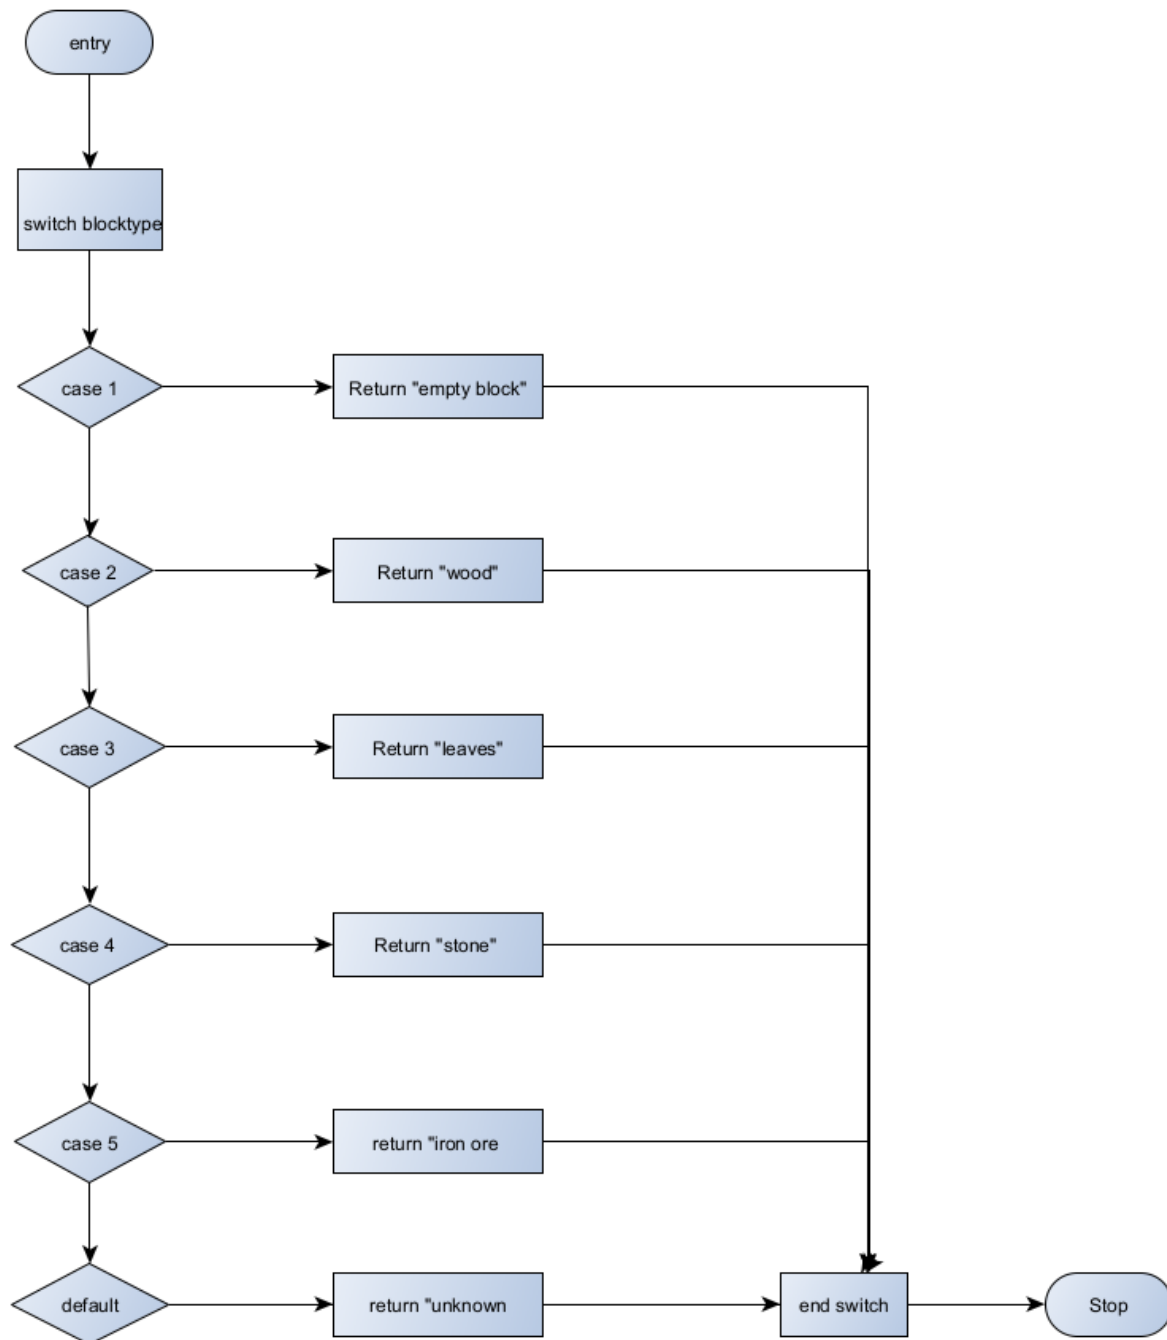 entry
switch blocktype
case 1
Return "empty block"
case 2
Return "wood"
case 3
Return "leaves"
case 4
Return "stone"
case 5
return "iron ore
default
return "unknown
end switch
Stop